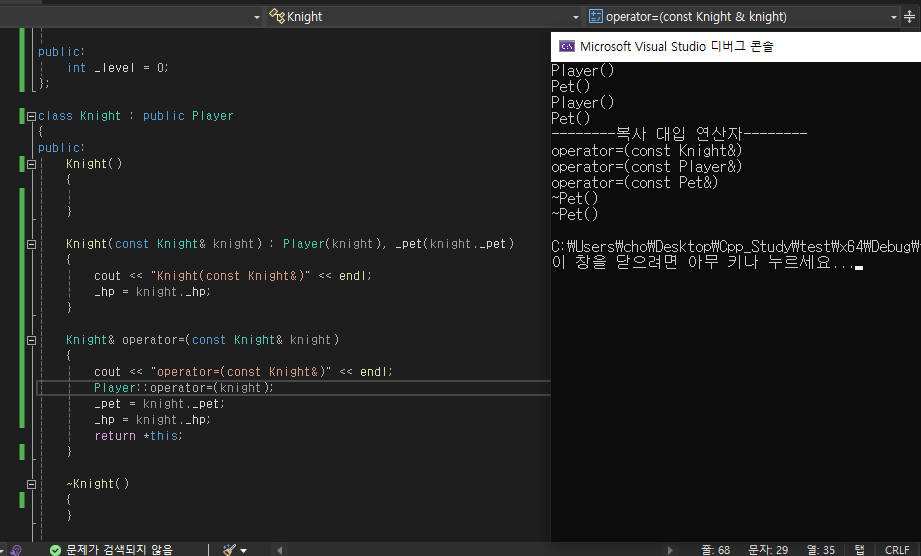 Knight
operator=(const Knight & knight)
public:
int _level = 0;
};
class Knight : public Player
{
public:
Knight()
{
}
Knight(const Knight& knight) : Player(knight), _pet(knight._pet)
{
cout << "Knight(const Knight&)" << endl;
_hp = knight._hp;
}
Knight& operator=(const Knight& knight)
{
cout << "operator=(const Knight&)" << endl;
Player::operator=(knight);
_pet = knight._pet;
_hp = knight._hp;
return *this;
}
~Knight()
{
}
Microsoft Visual Studio 디버그 콘솔
Player()
Pet()
Player()
Pet()
--------복사 대입 연산자--------
operator=(const Knight&)
operator=(const Player&)
operator=(const Pet&)
~Pet()
~Pet()
C:₩Users₩cho₩Desktop₩Cpp_Study₩test₩x64₩Debug₩
이 창을 닫으려면 아무 키나 누르세요...
문제가 검색되지 않음
줄: 68 문자: 29 열: 35 탭 CRLF